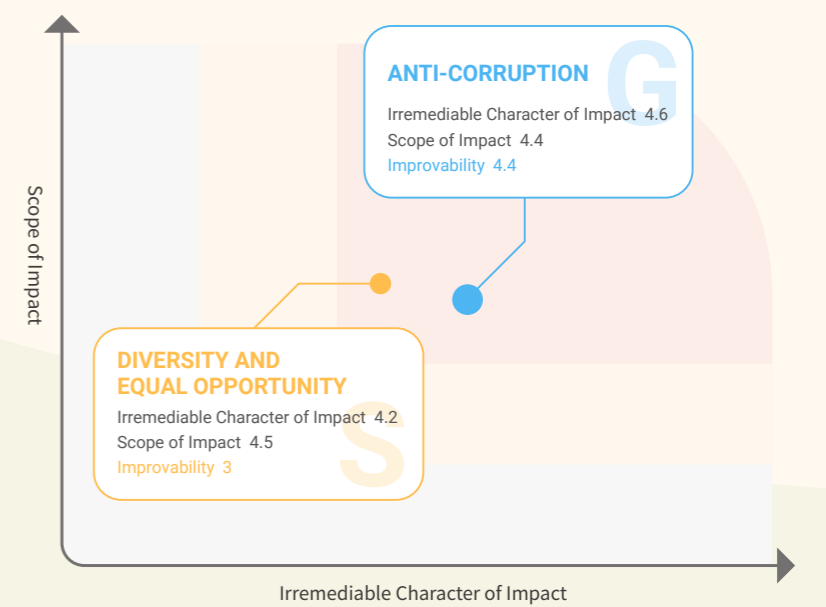 ANTI-CORRUPTION
G
Irremediable Character of Impact 4.6
Scope of Impact 4.4
Improvability 4.4
Scope of Impact
DIVERSITY AND
EQUAL OPPORTUNITY
S
Irremediable Character of Impact 4.2
Scope of Impact 4.5
Improvability 3
Irremediable Character of Impact